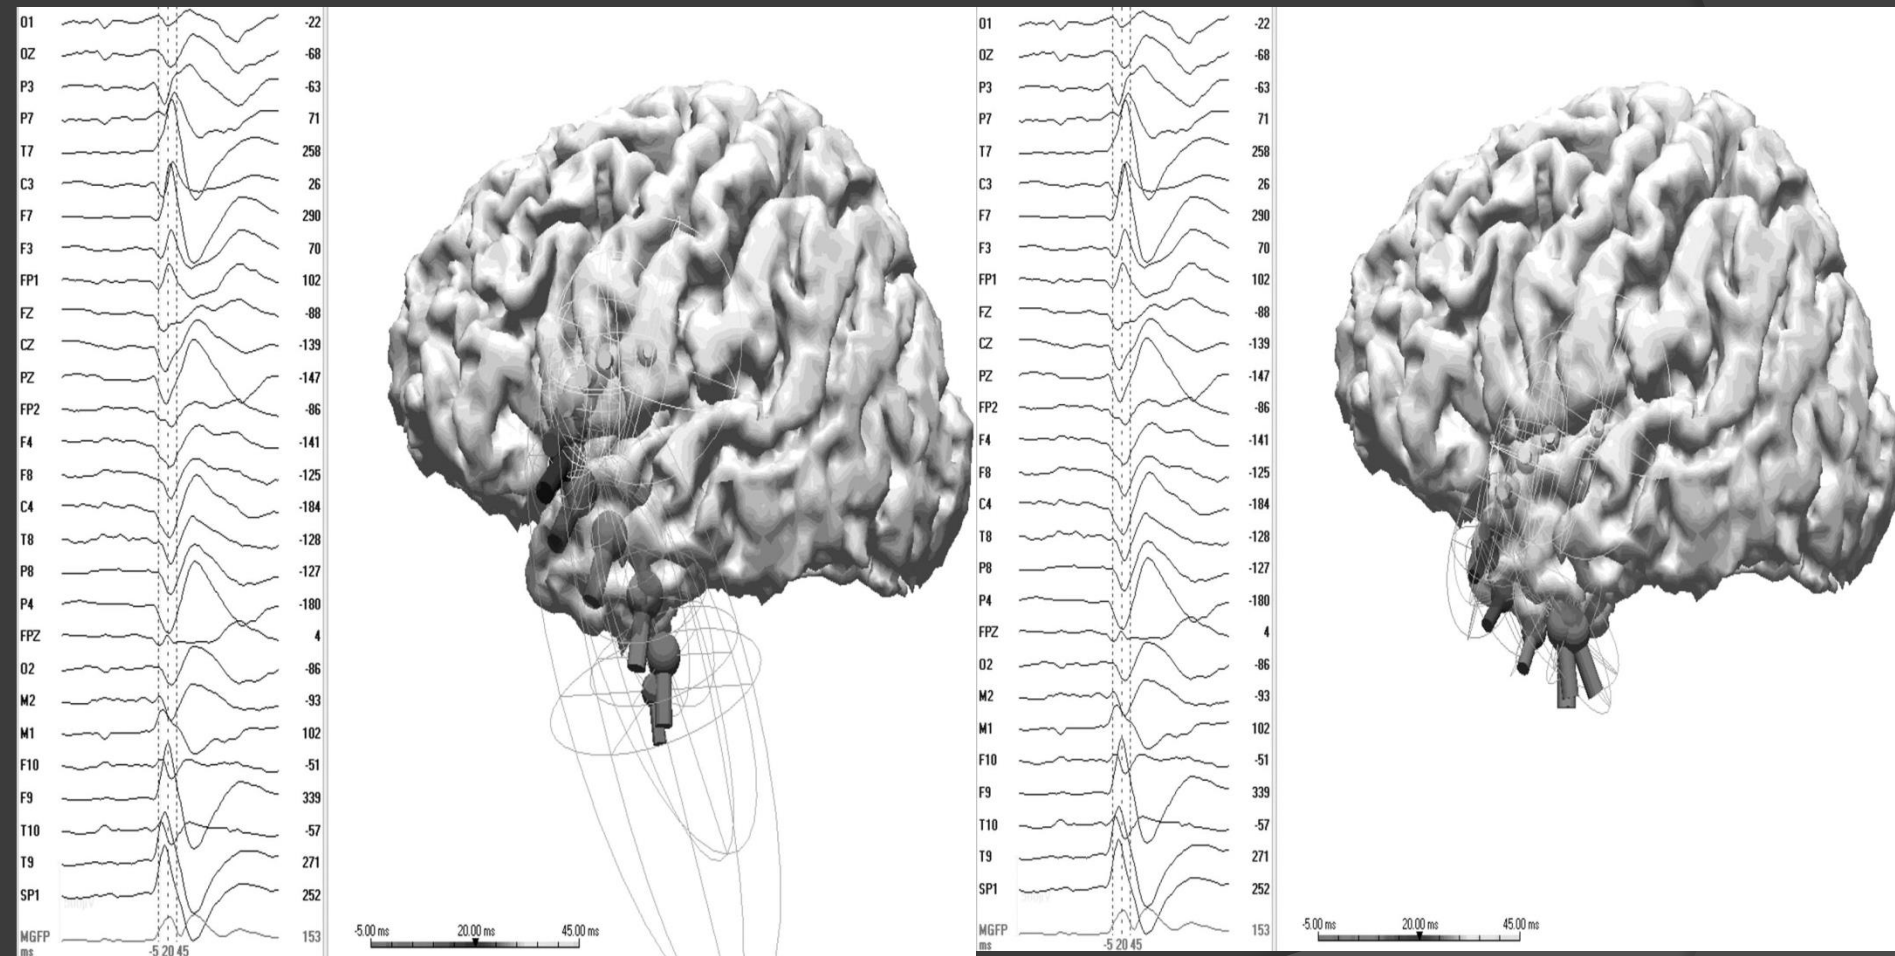 O1 -22
OZ -68
P3 -63
P7 71
T7 258
C3 26
F7 290
F3 70
FP1 102
FZ -88
CZ -139
PZ -147
FP2 -86
F4 -141
F8 -125
C4 -184
T8 -128
P8 -127
P4 -180
FPZ 4
O2 -86
M2 -93
M1 102
F10 -51
F9 339
T10 -57
T9 271
SP1 252
MGFP 153
ms -5 20 45
-5.00 ms 20.00 ms 45.00 ms
O1 -22
OZ -68
P3 -63
P7 71
T7 258
C3 26
F7 290
F3 70
FP1 102
FZ -88
CZ -139
PZ -147
FP2 -86
F4 -141
F8 -125
C4 -184
T8 -128
P8 -127
P4 -180
FPZ 4
O2 -86
M2 -93
M1 102
F10 -51
F9 339
T10 -57
T9 271
SP1 252
MGFP 153
ms -5 20 45
-5.00 ms 20.00 ms 45.00 ms